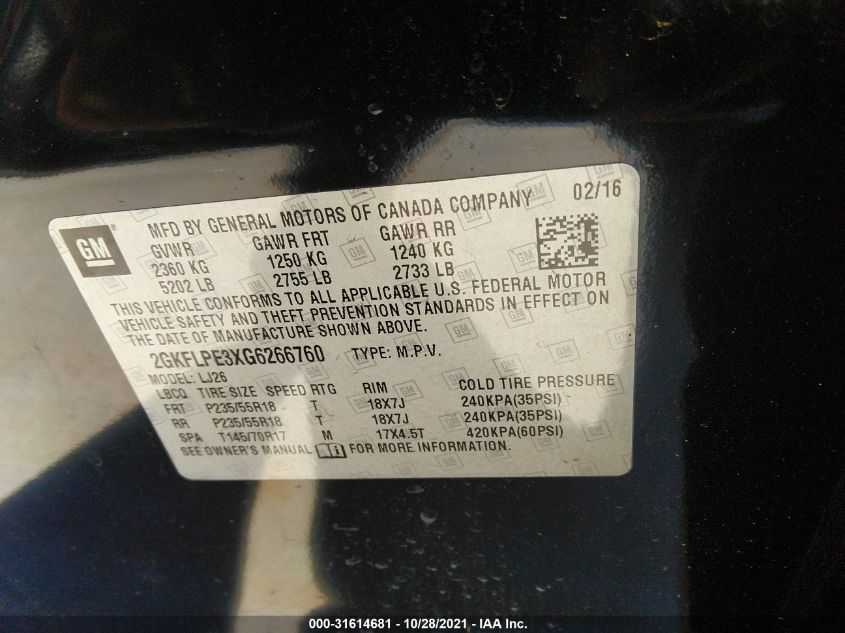 MFD BY GENERAL MOTORS OF CANADA COMPANY 02/16
GM
GVWR GAWR FRT GAWR RR
2360 KG 1250 KG 1240 KG
5202 LB 2755 LB 2733 LB
THIS VEHICLE CONFORMS TO ALL APPLICABLE U.S. FEDERAL MOTOR
VEHICLE SAFETY AND THEFT PREVENTION STANDARDS IN EFFECT ON
THE DATE OF MANUFACTURE SHOWN ABOVE.
2GKFLPE3XG6266760 TYPE: M.P.V.
MODEL: LJ26
LBCQ TIRE SIZE SPEED RTG RIM COLD TIRE PRESSURE
FRT P235/55R18 T 18X7J 240KPA(35PSI)
RR P235/55R18 T 18X7J 240KPA(35PSI)
SPA T145/70R17 M 17X4.5T 420KPA(60PSI)
SEE OWNER'S MANUAL FOR MORE INFORMATION.
000-31614681 - 10/28/2021 - IAA Inc.